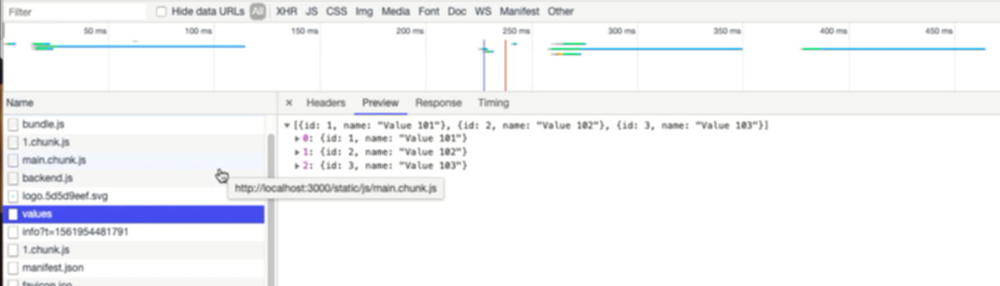 Filter Hide data URLs All XHR JS CSS Img Media Font Doc WS Manifest Other
50 ms 100 ms 150 ms 200 ms 250 ms 300 ms 350 ms 400 ms 450 ms
Name
× Headers Preview Response Timing
bundle.js
1.chunk.js
main.chunk.js
backend.js
logo.5d5d9eef.svg
values
info?t=1561954481791
1.chunk.js
manifest.json
favicon.ico
▼[{id: 1, name: "Value 101"}, {id: 2, name: "Value 102"}, {id: 3, name: "Value 103"}]
▶0: {id: 1, name: "Value 101"}
▶1: {id: 2, name: "Value 102"}
▶2: {id: 3, name: "Value 103"}
http://localhost:3000/static/js/main.chunk.js